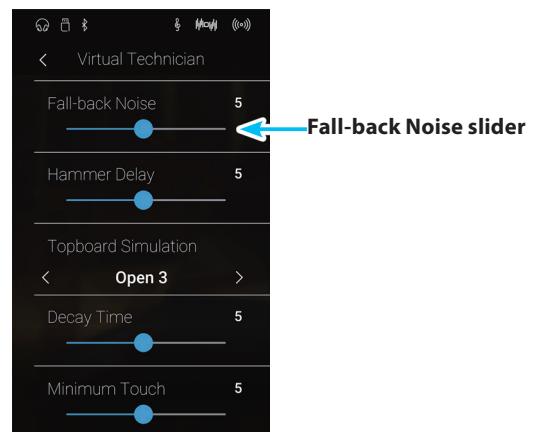 Virtual Technician
Fall-back Noise 5
Fall-back Noise slider
Hammer Delay 5
Topboard Simulation
Open 3
Decay Time 5
Minimum Touch 5